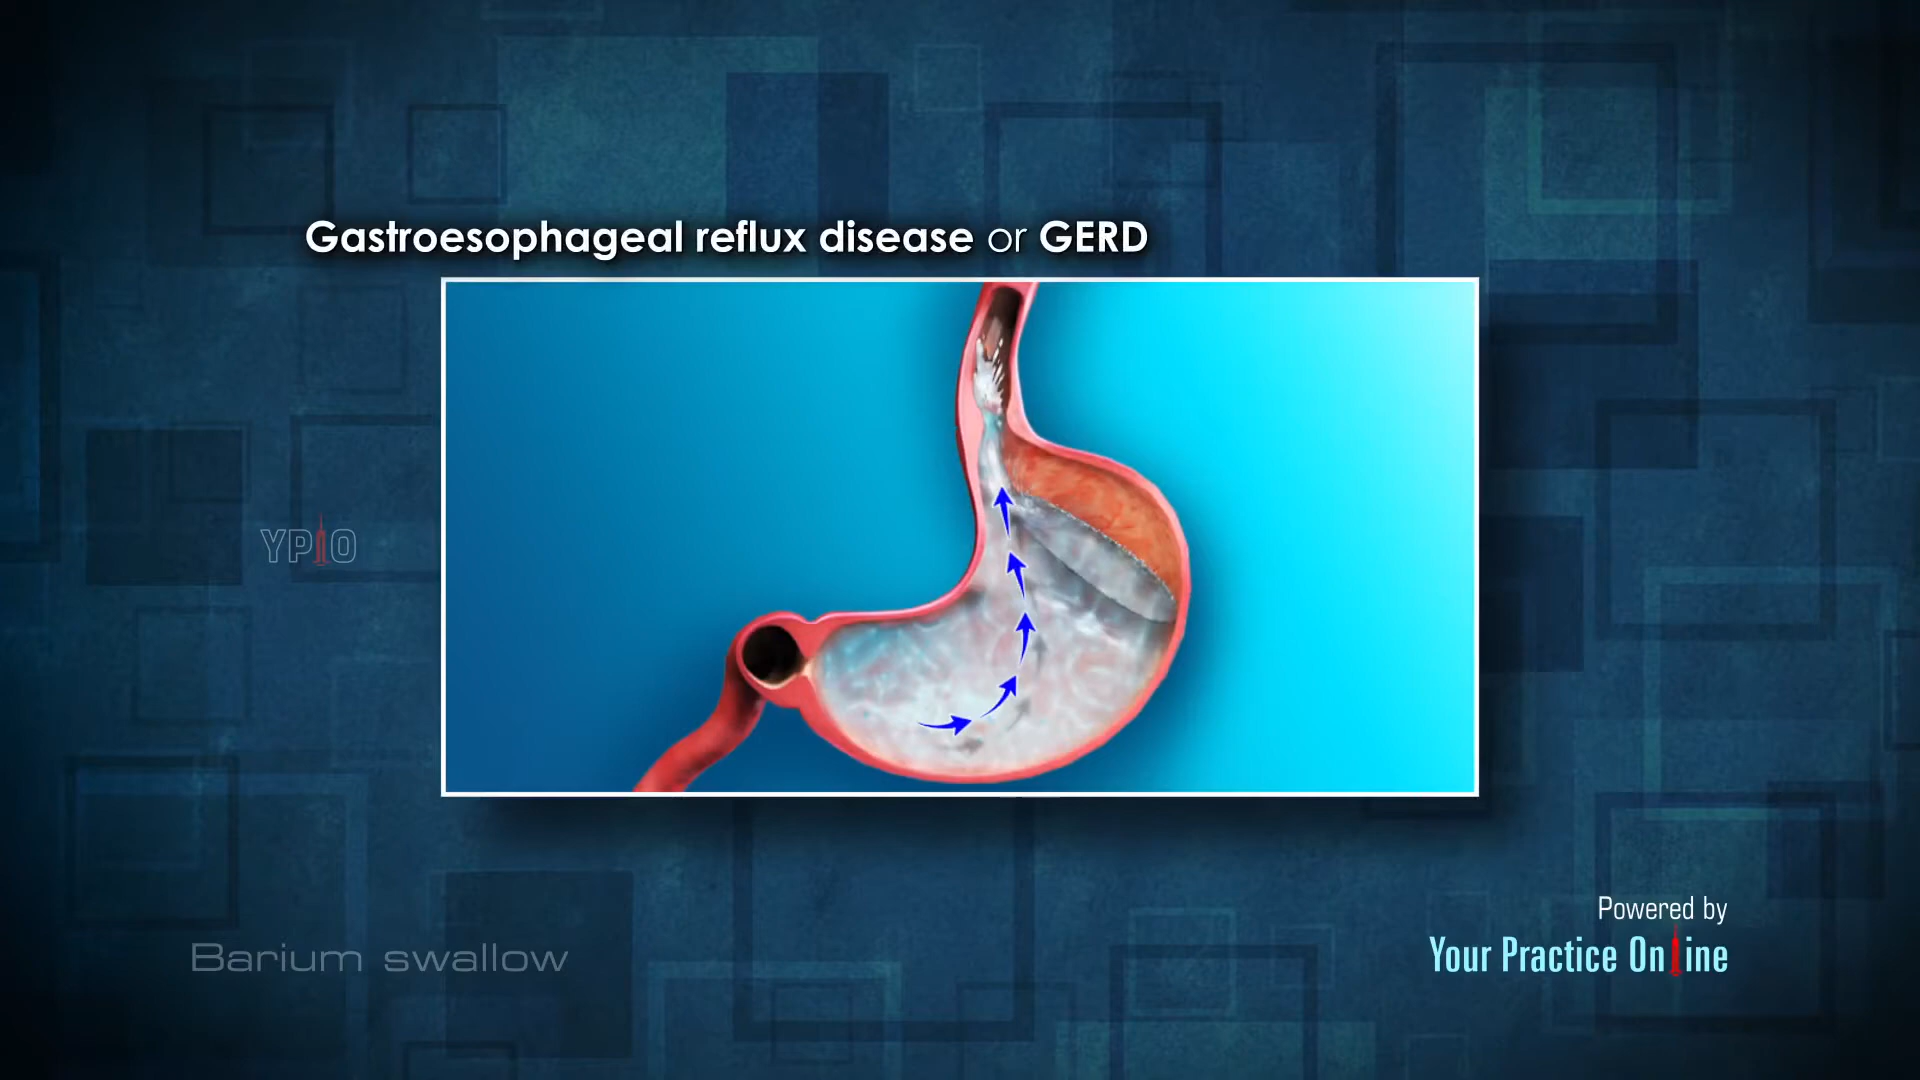 Gastroesophageal reflux disease or GERD
YPIO
Barium swallow
Powered by
Your Practice Online